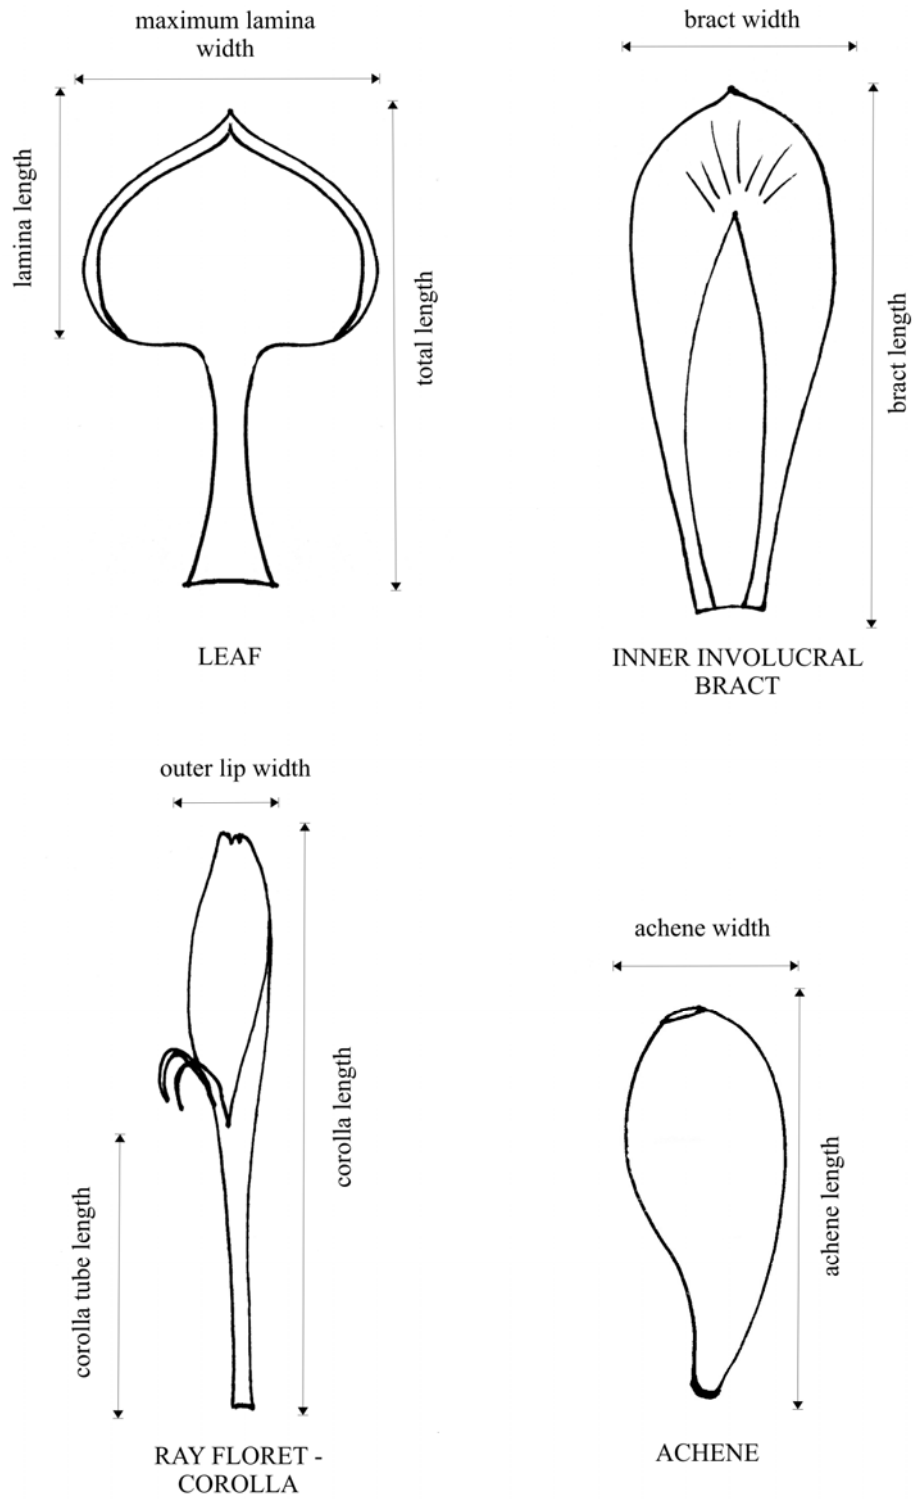 maximum lamina
width
lamina length
total length
LEAF
bract width
bract length
INNER INVOLUCRAL
BRACT
outer lip width
corolla length
corolla tube length
RAY FLORET -
COROLLA
achene width
achene length
ACHENE